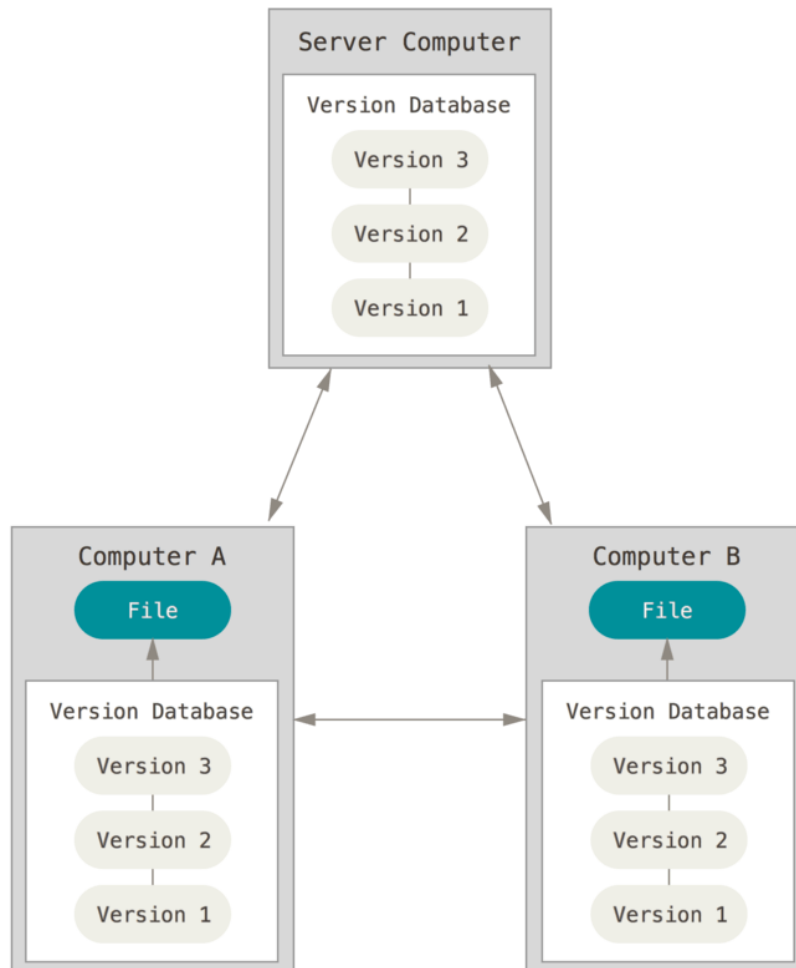 Server Computer
Version Database
Version 3
Version 2
Version 1
Computer A
File
Version Database
Version 3
Version 2
Version 1
Computer B
File
Version Database
Version 3
Version 2
Version 1